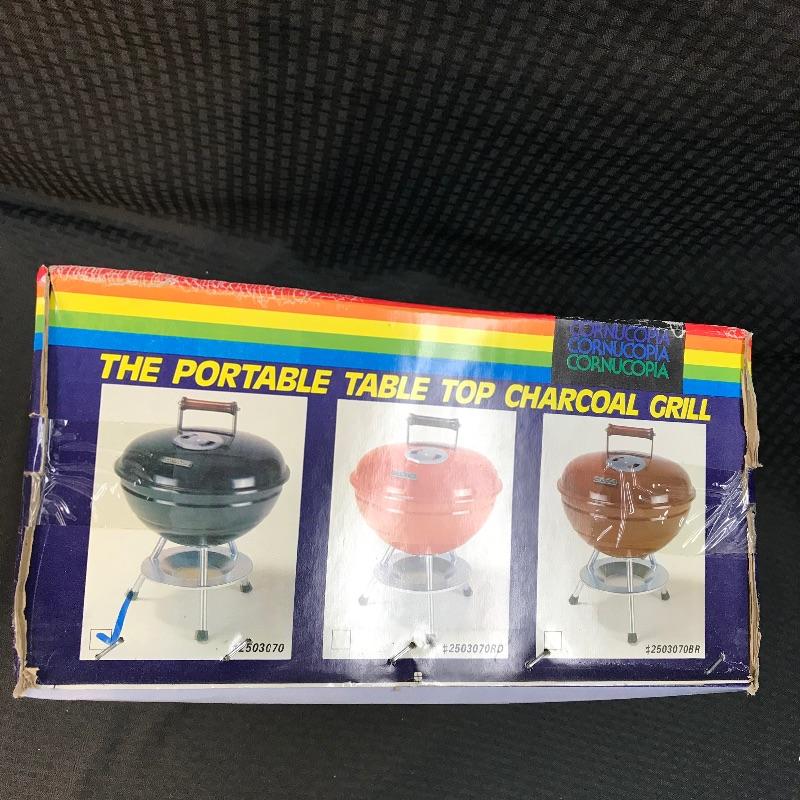 CORNUCOPIA
CORNUCOPIA
CORNUCOPIA
THE PORTABLE TABLE TOP CHARCOAL GRILL
#2503070
#2503070RD
#2503070BR